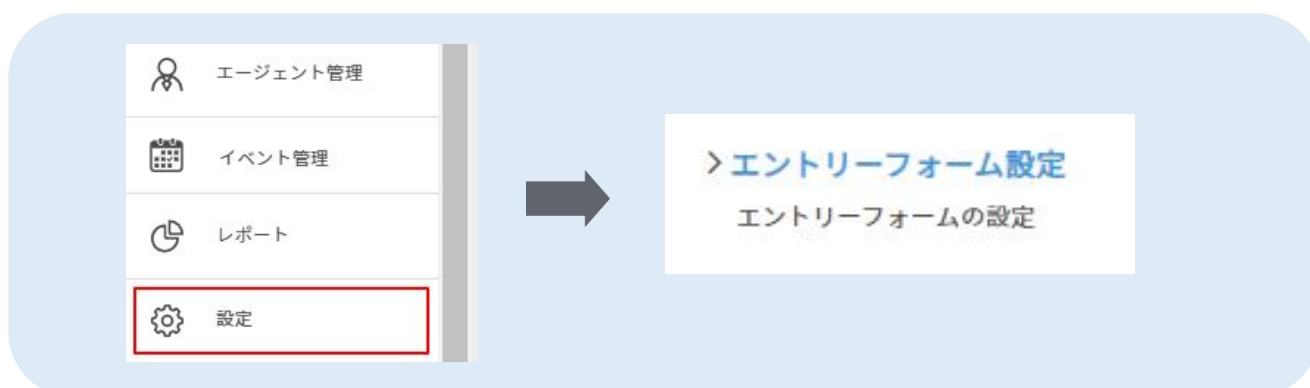 エージェント管理
イベント管理
レポート
設定
>エントリーフォーム設定
エントリーフォームの設定